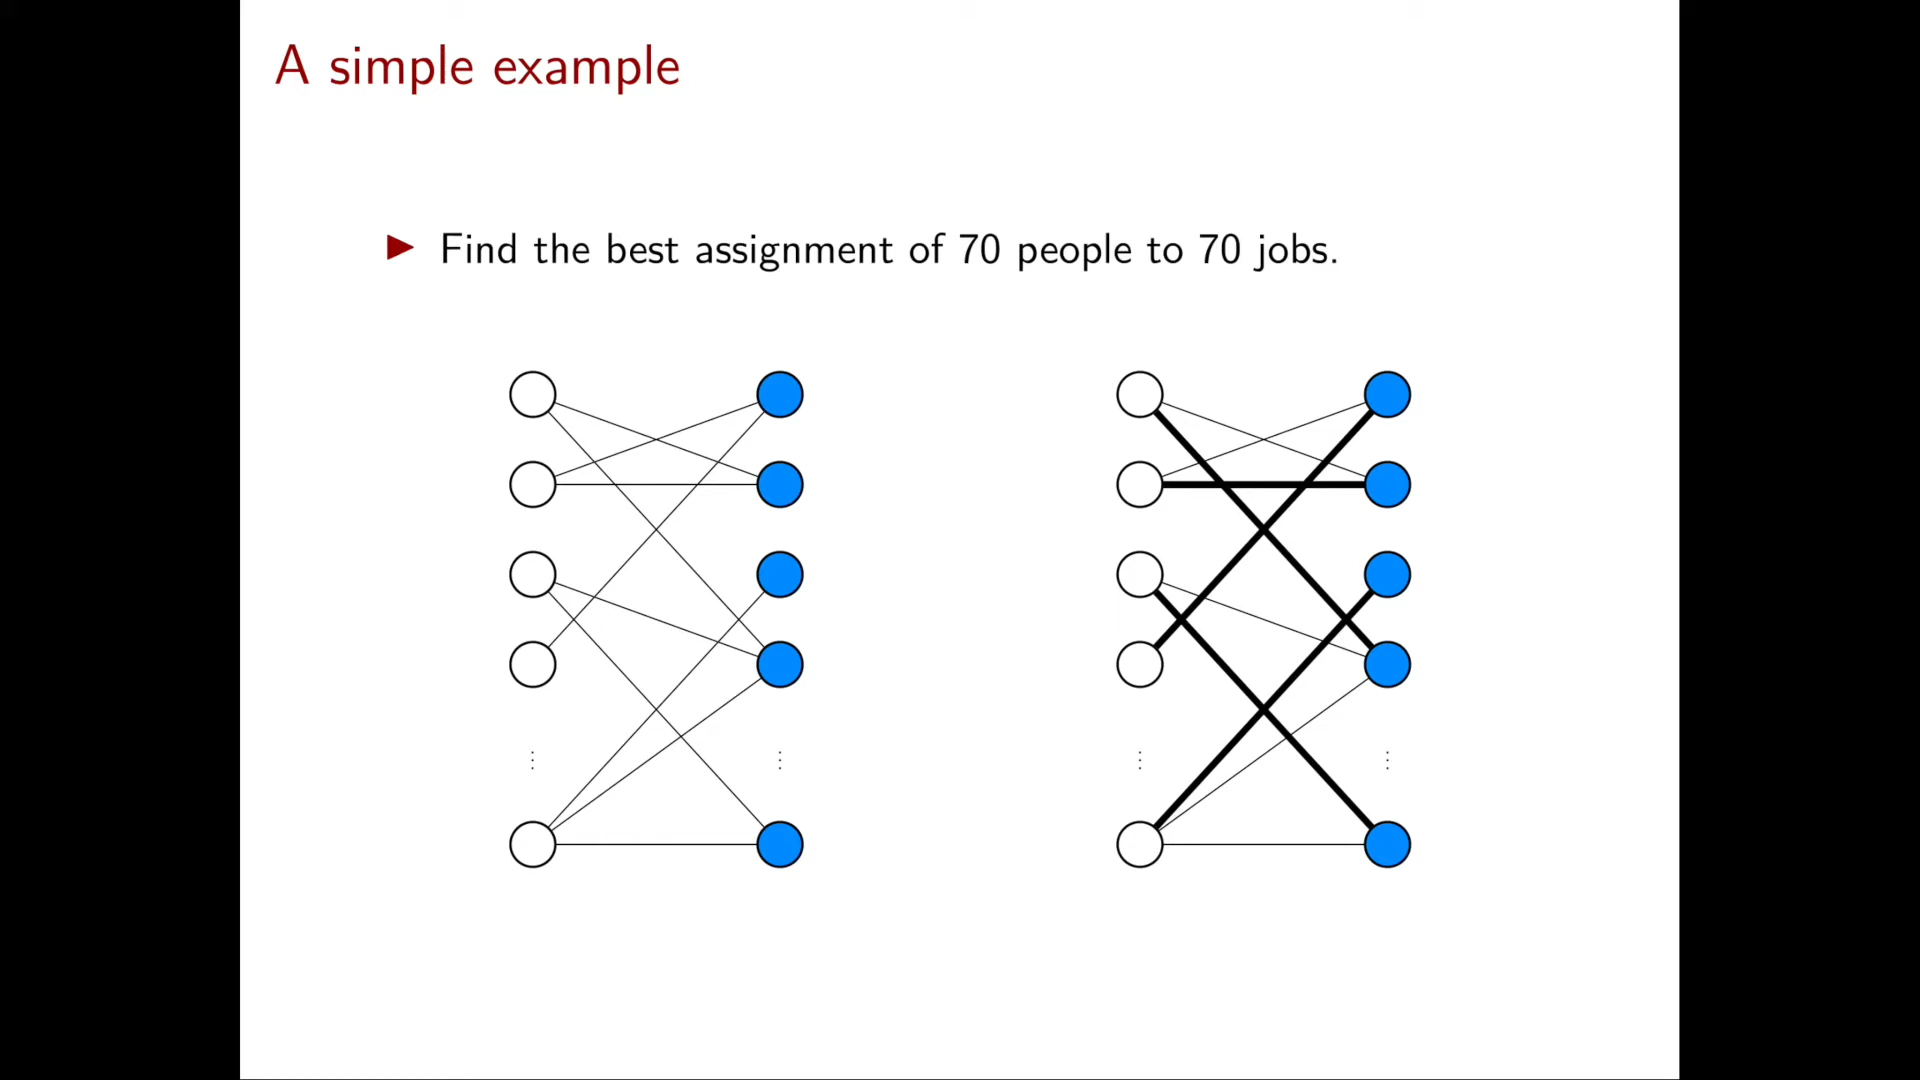 A simple example
▶ Find the best assignment of 70 people to 70 jobs.